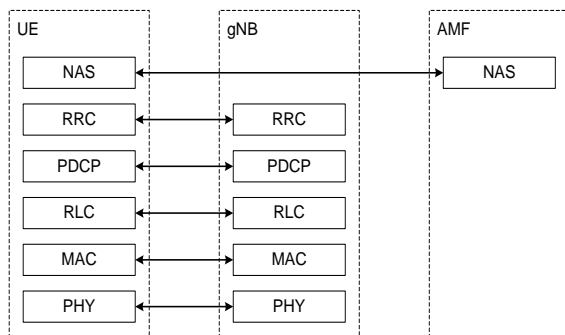 UE gNB AMF
NAS NAS
RRC RRC
PDCP PDCP
RLC RLC
MAC MAC
PHY PHY